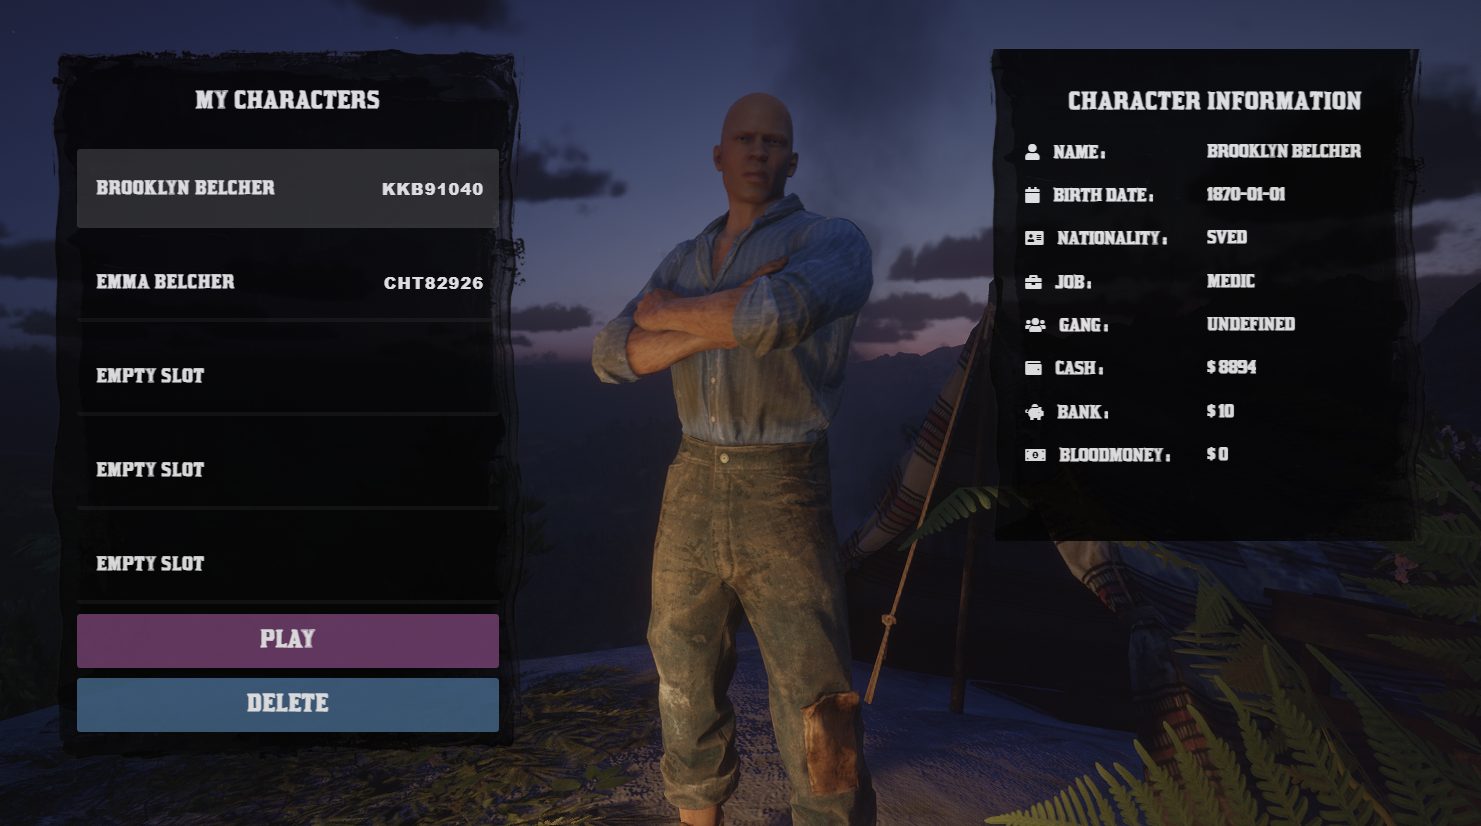 MY CHARACTERS
BROOKLYN BELCHER KKB91040
EMMA BELCHER CHT82926
EMPTY SLOT
EMPTY SLOT
EMPTY SLOT
PLAY
DELETE
CHARACTER INFORMATION
NAME: BROOKLYN BELCHER
BIRTH DATE: 1870-01-01
NATIONALITY: SVED
JOB: MEDIC
GANG: UNDEFINED
CASH: $ 8894
BANK: $ 10
BLOODMONEY: $ 0